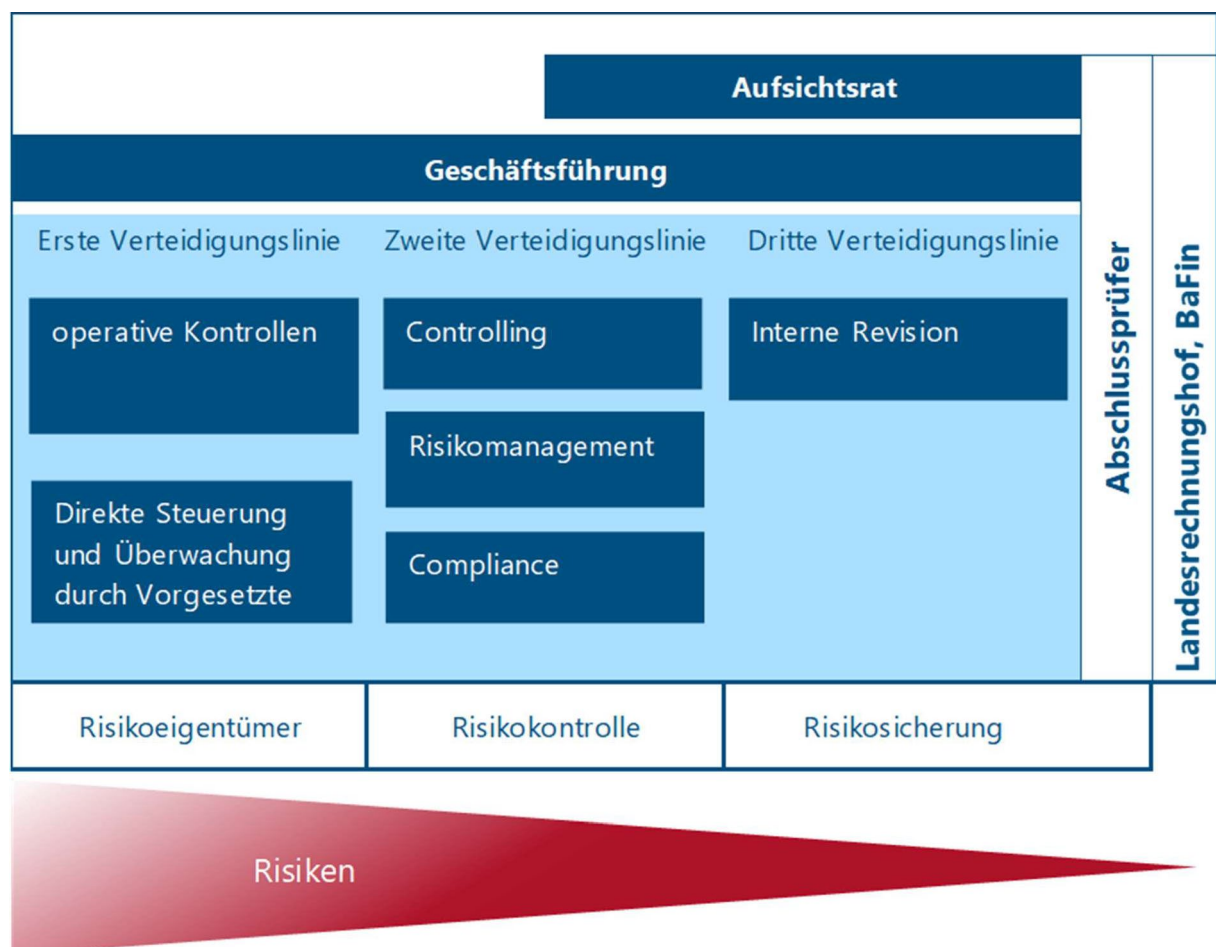 Aufsichtsrat
Geschäftsführung
Erste Verteidigungslinie
Zweite Verteidigungslinie
Dritte Verteidigungslinie
operative Kontrollen
Controlling
Interne Revision
Risikomanagement
Direkte Steuerung
und Überwachung
durch Vorgesetzte
Compliance
Abschlussprüfer
Landesrechnungshof, BaFin
Risikoeigentümer
Risikokontrolle
Risikosicherung
Risiken